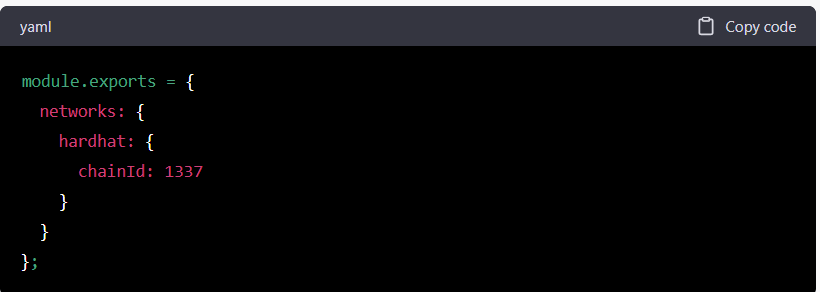 yaml
Copy code
module.exports = {
  networks: {
    hardhat: {
      chainId: 1337
    }
  }
};